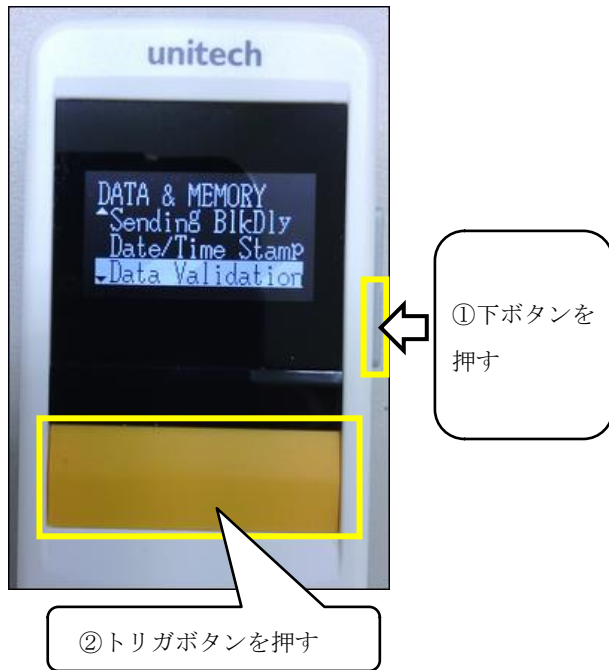 unitech
DATA & MEMORY
Sending BlkDly
Date/Time Stamp
Data Validation
①下ボタンを
押す
②トリガボタンを押す